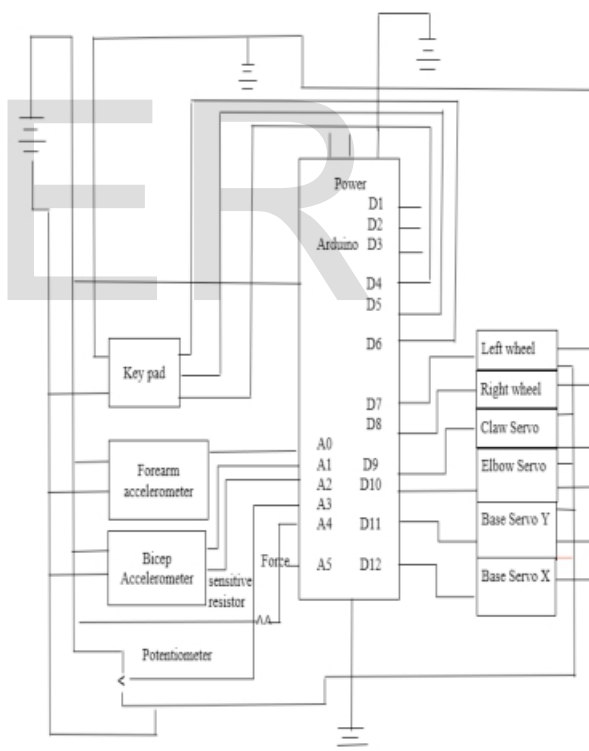 ER
Power
Arduino
D1
D2
D3
D4
D5
D6
D7
D8
D9
D10
D11
D12
A0
A1
A2
A3
A4
A5
Key pad
Forearm
accelerometer
Bicep
Accelerometer
Force
sensitive
resistor
Potentiometer
Left wheel
Right wheel
Claw Servo
Elbow Servo
Base Servo Y
Base Servo X